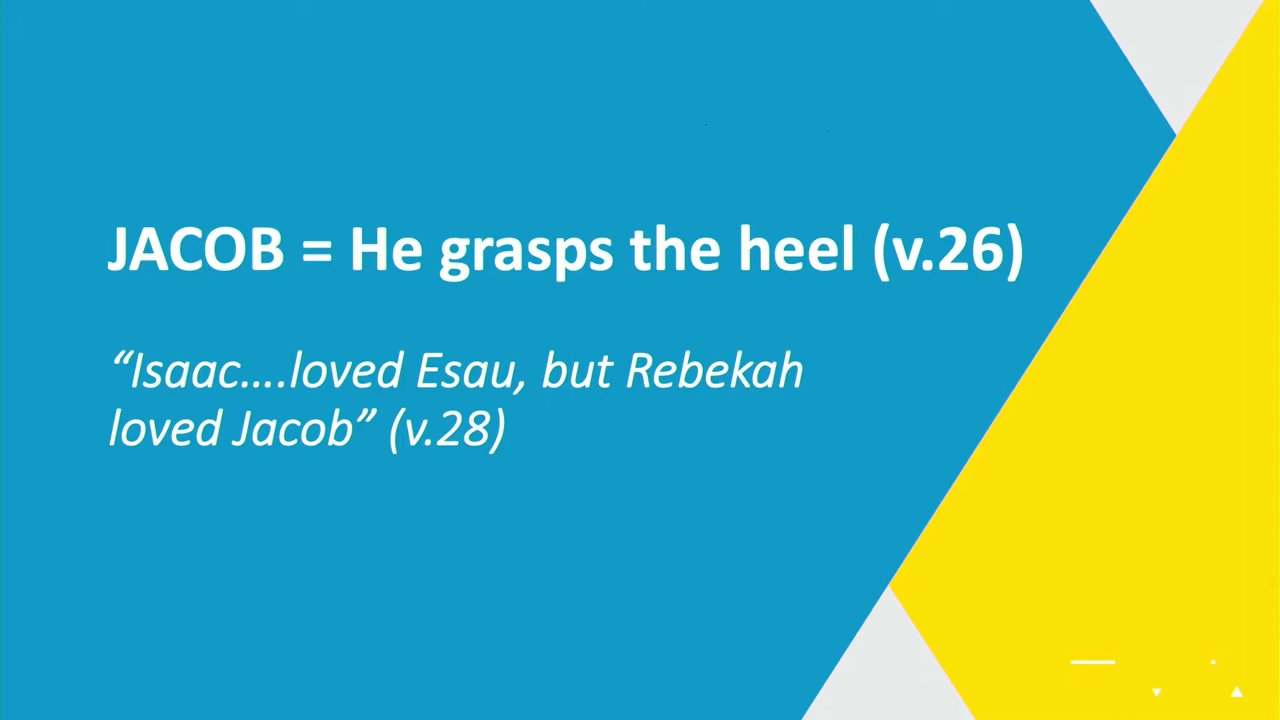 JACOB = He grasps the heel (v.26)
“Isaac….loved Esau, but Rebekah
loved Jacob” (v.28)